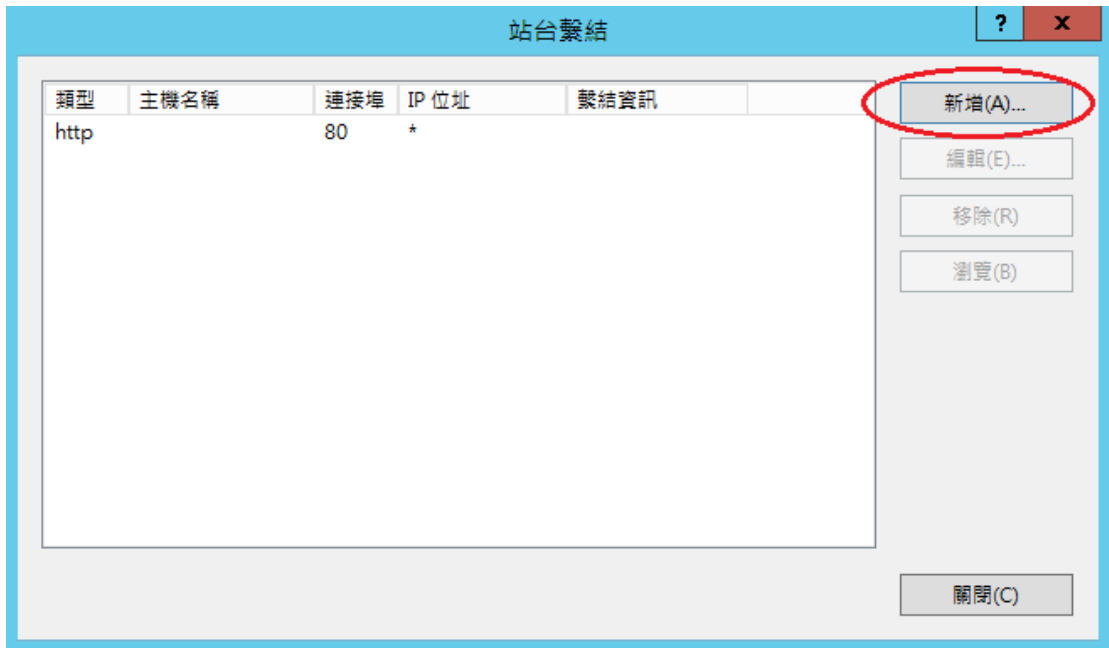 站台繫結
? x
類型 主機名稱 連接埠 IP 位址 繫結資訊
http 80 *
新增(A)...
編輯(E)...
移除(R)
瀏覽(B)
關閉(C)